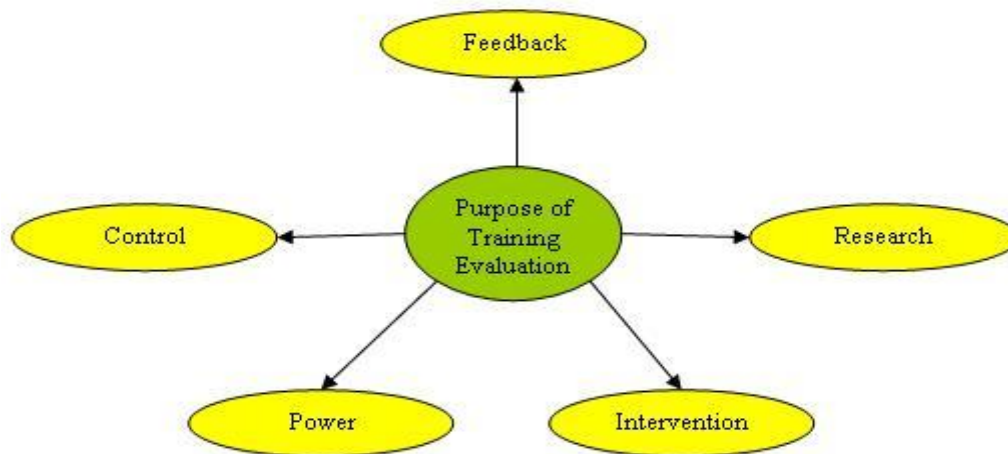 Feedback
Control
Purpose of
Training
Evaluation
Research
Power
Intervention